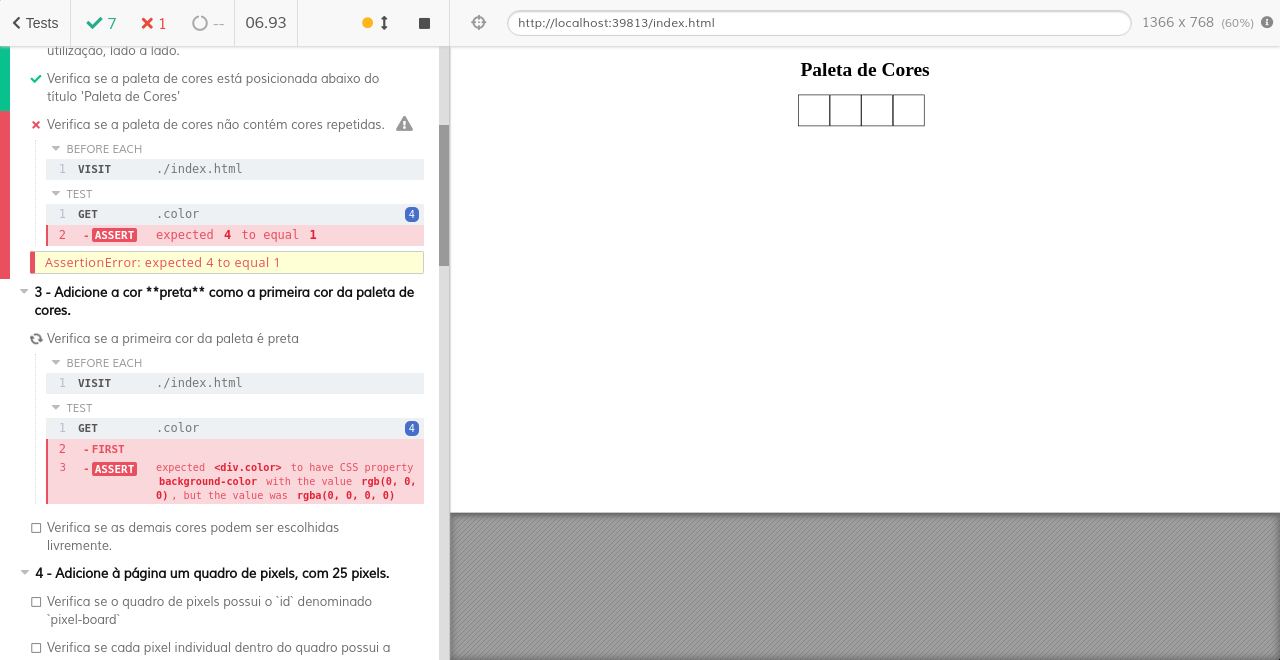 Tests 7 1 -- 06.93 http://localhost:39813/index.html 1366 x 768 (60%)
utilização, lado a lado.
Verifica se a paleta de cores está posicionada abaixo do
título 'Paleta de Cores'
Verifica se a paleta de cores não contém cores repetidas.
BEFORE EACH
1 VISIT ./index.html
TEST
1 GET .color 4
2 -ASSERT expected 4 to equal 1
AssertionError: expected 4 to equal 1
3 - Adicione a cor **preta** como a primeira cor da paleta de
cores.
Verifica se a primeira cor da paleta é preta
BEFORE EACH
1 VISIT ./index.html
TEST
1 GET .color 4
2 -FIRST
3 -ASSERT expected <div.color> to have CSS property
background-color with the value rgb(0, 0,
0), but the value was rgba(0, 0, 0, 0)
Verifica se as demais cores podem ser escolhidas
livremente.
4 - Adicione à página um quadro de pixels, com 25 pixels.
Verifica se o quadro de pixels possui o `id` denominado
`pixel-board`
Verifica se cada pixel individual dentro do quadro possui a
Paleta de Cores